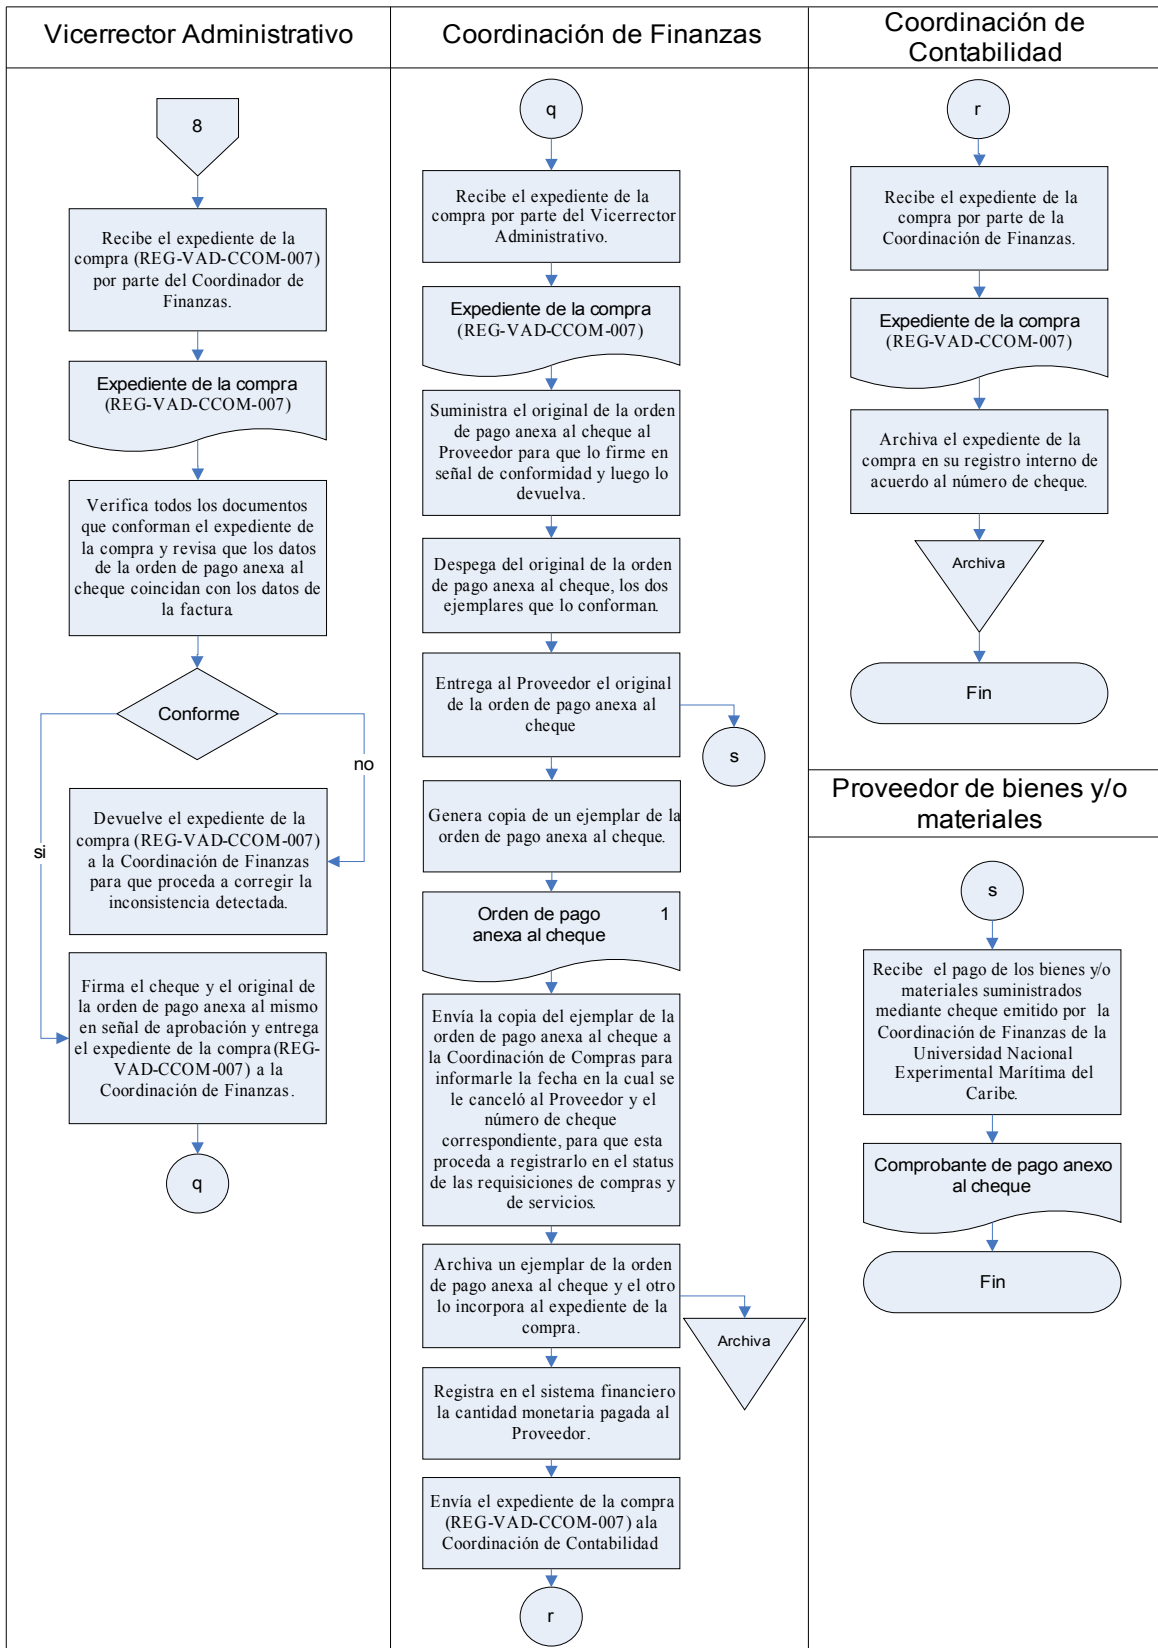 Vicerrector Administrativo
8
Recibe el expediente de la
compra (REG-VAD-CCOM-007)
por parte del Coordinador de
Finanzas.
Expediente de la compra
(REG-VAD-CCOM-007)
Verifica todos los documentos
que conforman el expediente de
la compra y revisa que los datos
de la orden de pago anexa al
cheque coincidan con los datos de
la factura.
Conforme
no
si
Devuelve el expediente de la
compra (REG-VAD-CCOM-007)
a la Coordinación de Finanzas
para que proceda a corregir la
inconsistencia detectada.
Firma el cheque y el original de
la orden de pago anexa al mismo
en señal de aprobación y entrega
el expediente de la compra (REG-
VAD-CCOM-007) a la
Coordinación de Finanzas.
q
Coordinación de Finanzas
q
Recibe el expediente de la
compra por parte del Vicerrector
Administrativo.
Expediente de la compra
(REG-VAD-CCOM-007)
Suministra el original de la orden
de pago anexa al cheque al
Proveedor para que lo firme en
señal de conformidad y luego lo
devuelva.
Despega del original de la orden
de pago anexa al cheque, los dos
ejemplares que lo conforman.
Entrega al Proveedor el original
de la orden de pago anexa al
cheque
s
Genera copia de un ejemplar de la
orden de pago anexa al cheque.
Orden de pago 1
anexa al cheque
Envía la copia del ejemplar de la
orden de pago anexa al cheque a
la Coordinación de Compras para
informarle la fecha en la cual se
le canceló al Proveedor y el
número de cheque
correspondiente, para que esta
proceda a registrarlo en el status
de las requisiciones de compras y
de servicios.
Archiva un ejemplar de la orden
de pago anexa al cheque y el otro
lo incorpora al expediente de la
compra.
Archiva
Registra en el sistema financiero
la cantidad monetaria pagada al
Proveedor.
Envía el expediente de la compra
(REG-VAD-CCOM-007) ala
Coordinación de Contabilidad
r
Coordinación de
Contabilidad
r
Recibe el expediente de la
compra por parte de la
Coordinación de Finanzas.
Expediente de la compra
(REG-VAD-CCOM-007)
Archiva el expediente de la
compra en su registro interno de
acuerdo al número de cheque.
Archiva
Fin
Proveedor de bienes y/o
materiales
s
Recibe el pago de los bienes y/o
materiales suministrados
mediante cheque emitido por la
Coordinación de Finanzas de la
Universidad Nacional
Experimental Marítima del
Caribe.
Comprobante de pago anexo
al cheque
Fin